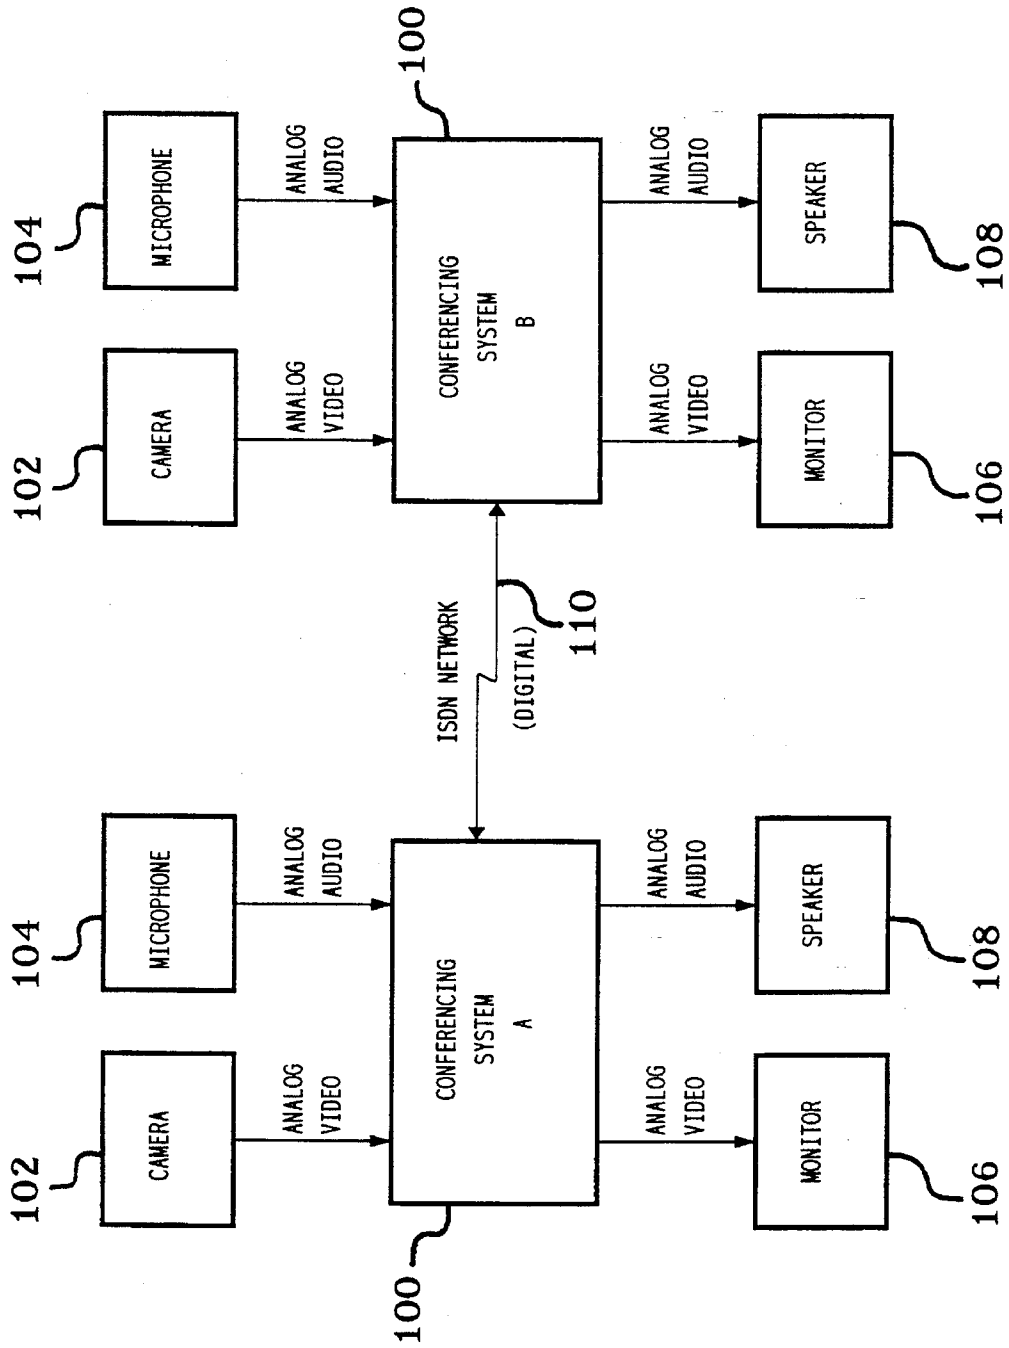 102
104
102
104
CAMERA
MICROPHONE
CAMERA
MICROPHONE
ANALOG
VIDEO
ANALOG
AUDIO
ANALOG
VIDEO
ANALOG
AUDIO
100
100
CONFERENCING
SYSTEM
A
ISDN NETWORK
(DIGITAL)
110
CONFERENCING
SYSTEM
B
ANALOG
VIDEO
ANALOG
AUDIO
ANALOG
VIDEO
ANALOG
AUDIO
MONITOR
SPEAKER
MONITOR
SPEAKER
106
108
106
108